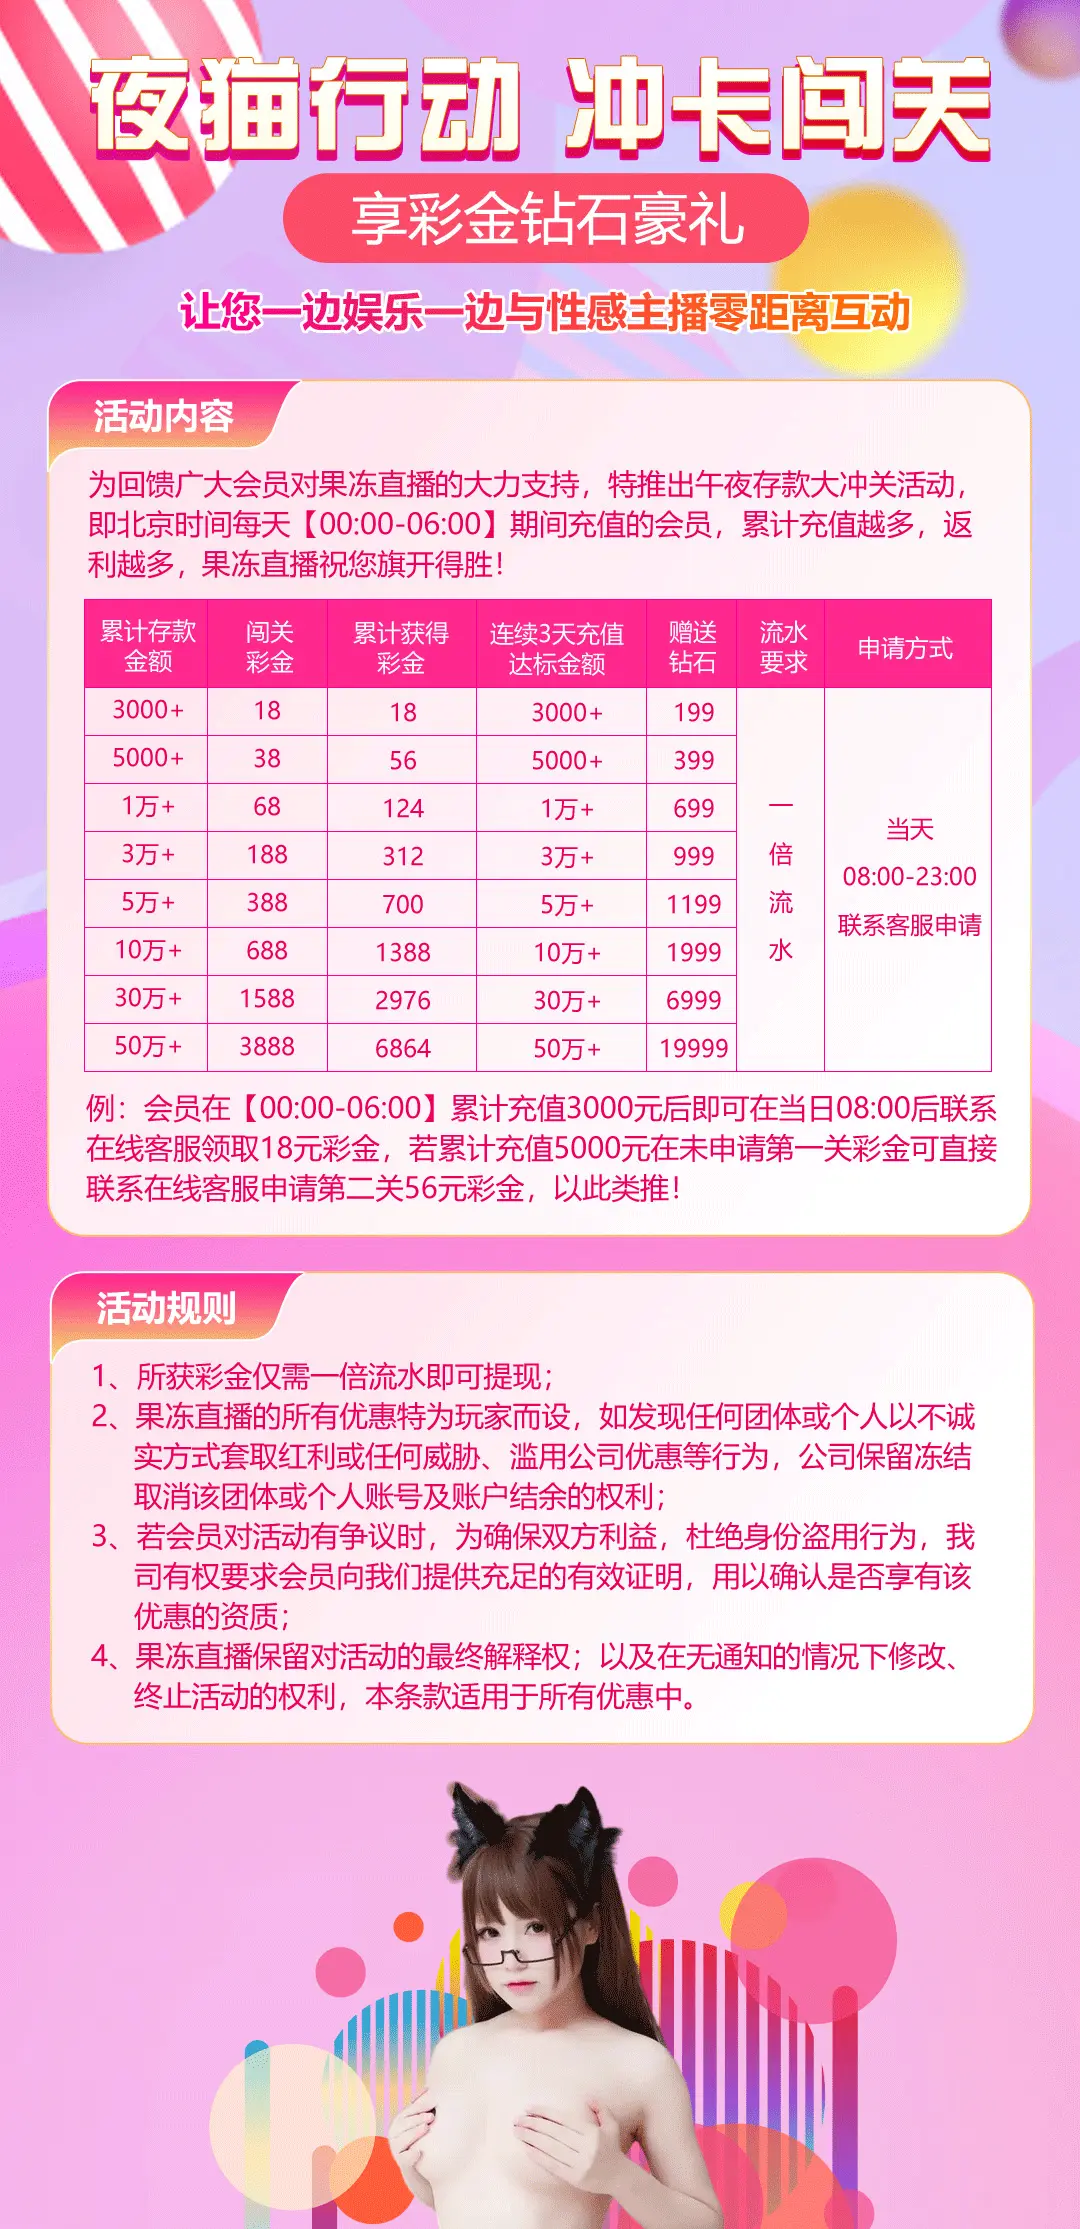 夜猫行动 冲卡闯关
享彩金钻石豪礼
让您一边娱乐一边与性感主播零距离互动
活动内容
为回馈广大会员对果冻直播的大力支持，特推出午夜存款大冲关活动，
即北京时间每天【00:00-06:00】期间充值的会员，累计充值越多，返
利越多，果冻直播祝您旗开得胜！
累计存款金额 闯关彩金 累计获得彩金 连续3天充值达标金额 赠送钻石 流水要求 申请方式
3000+ 18 18 3000+ 199
5000+ 38 56 5000+ 399
1万+ 68 124 1万+ 699
3万+ 188 312 3万+ 999
5万+ 388 700 5万+ 1199
10万+ 688 1388 10万+ 1999
30万+ 1588 2976 30万+ 6999
50万+ 3888 6864 50万+ 19999
一倍流水
当天
08:00-23:00
联系客服申请
例：会员在【00:00-06:00】累计充值3000元后即可在当日08:00后联系
在线客服领取18元彩金，若累计充值5000元在未申请第一关彩金可直接
联系在线客服申请第二关56元彩金，以此类推！
活动规则
1、所获彩金仅需一倍流水即可提现；
2、果冻直播的所有优惠特为玩家而设，如发现任何团体或个人以不诚
实方式套取红利或任何威胁、滥用公司优惠等行为，公司保留冻结
取消该团体或个人账号及账户结余的权利；
3、若会员对活动有争议时，为确保双方利益，杜绝身份盗用行为，我
司有权要求会员向我们提供充足的有效证明，用以确认是否享有该
优惠的资质；
4、果冻直播保留对活动的最终解释权；以及在无通知的情况下修改、
终止活动的权利，本条款适用于所有优惠中。